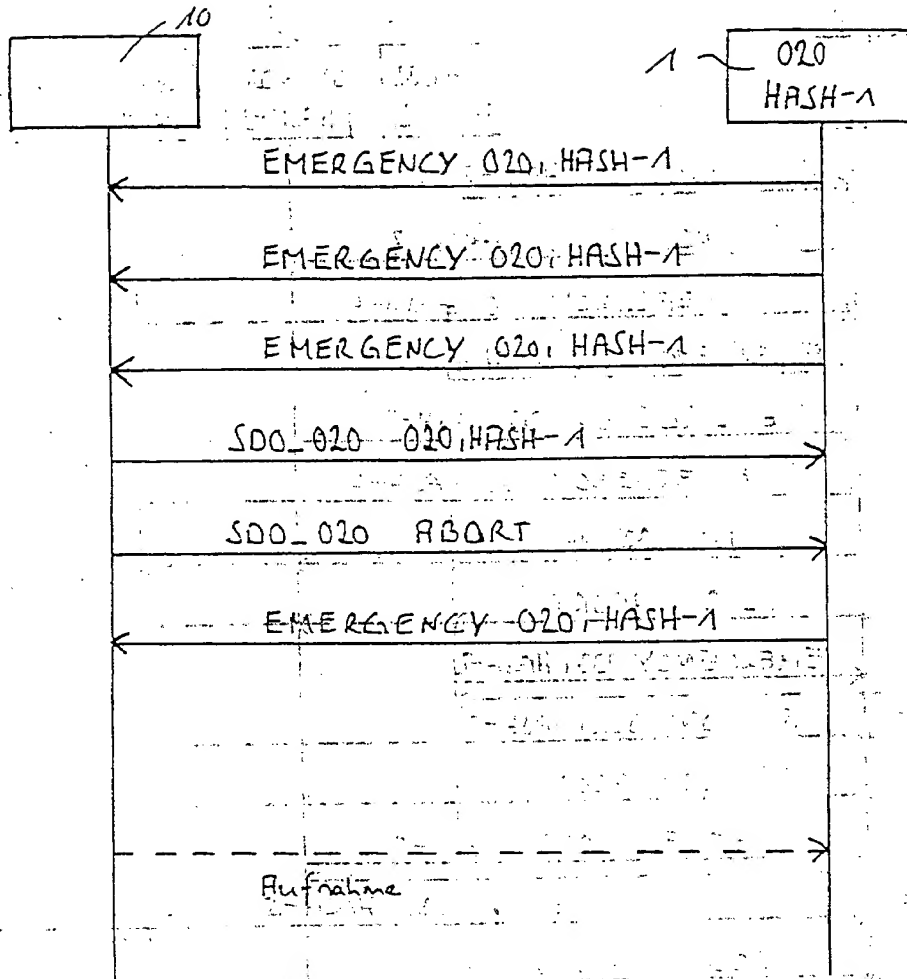 10
1
020
HASH-1
EMERGENCY 020, HASH-1
EMERGENCY 020, HASH-1
EMERGENCY 020, HASH-1
SDO_020 020, HASH-1
SDO_020 ABORT
EMERGENCY 020, HASH-1
Aufnahme